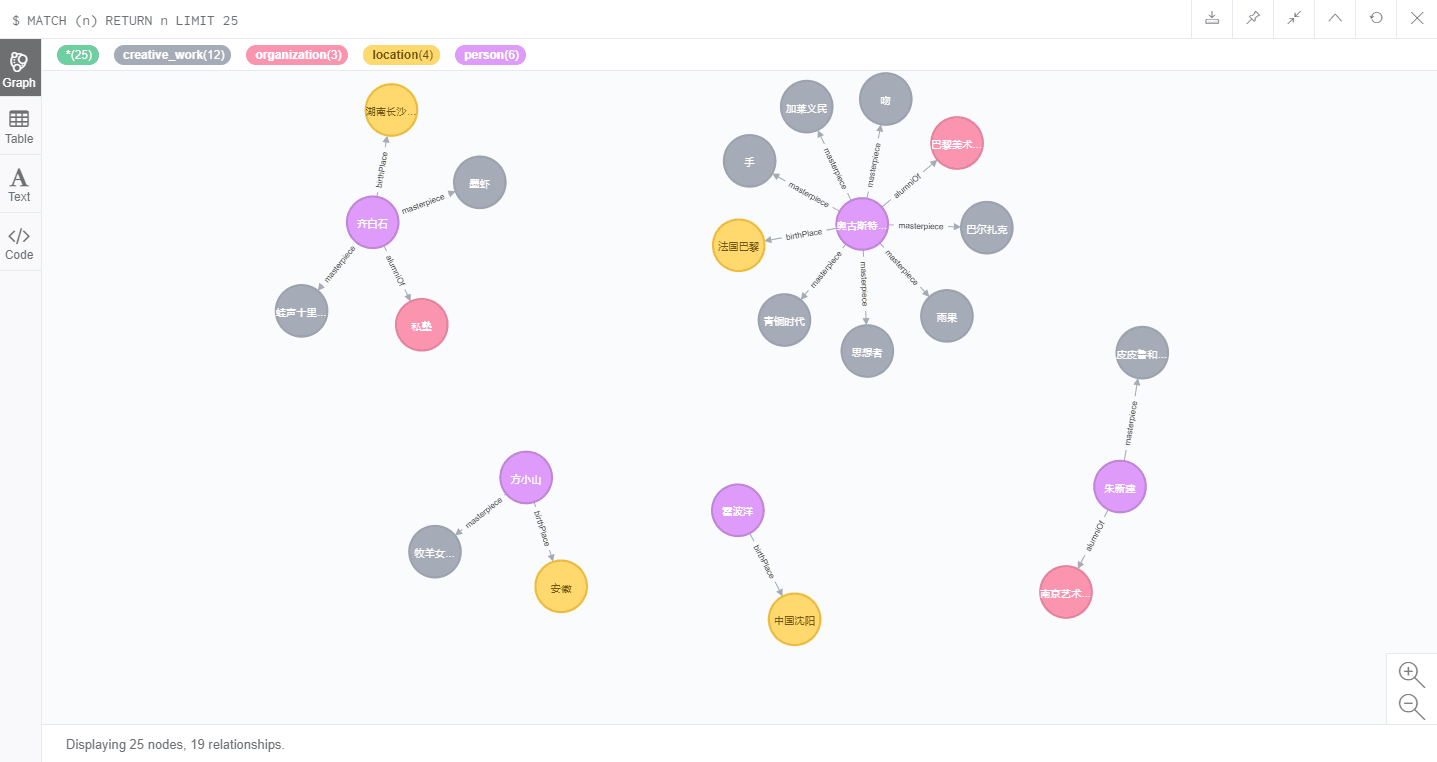 $ MATCH (n) RETURN n LIMIT 25
*(25) creative_work(12) organization(3) location(4) person(6)
Graph
Table
Text
Code
湖南长沙...
birthPlace
墨虾
masterpiece
齐白石
masterpiece
alumniOf
蛙声十里...
私塾
加莱义民
吻
巴黎美术...
手
masterpiece
masterpiece
masterpiece
alumniOf
奥古斯特...
masterpiece
巴尔扎克
法国巴黎
birthPlace
masterpiece
masterpiece
masterpiece
青铜时代
思想者
雨果
皮皮鲁和...
masterpiece
朱新建
alumniOf
南京艺术...
方小山
masterpiece
birthPlace
牧羊女...
安徽
霍波洋
birthPlace
中国沈阳
Displaying 25 nodes, 19 relationships.